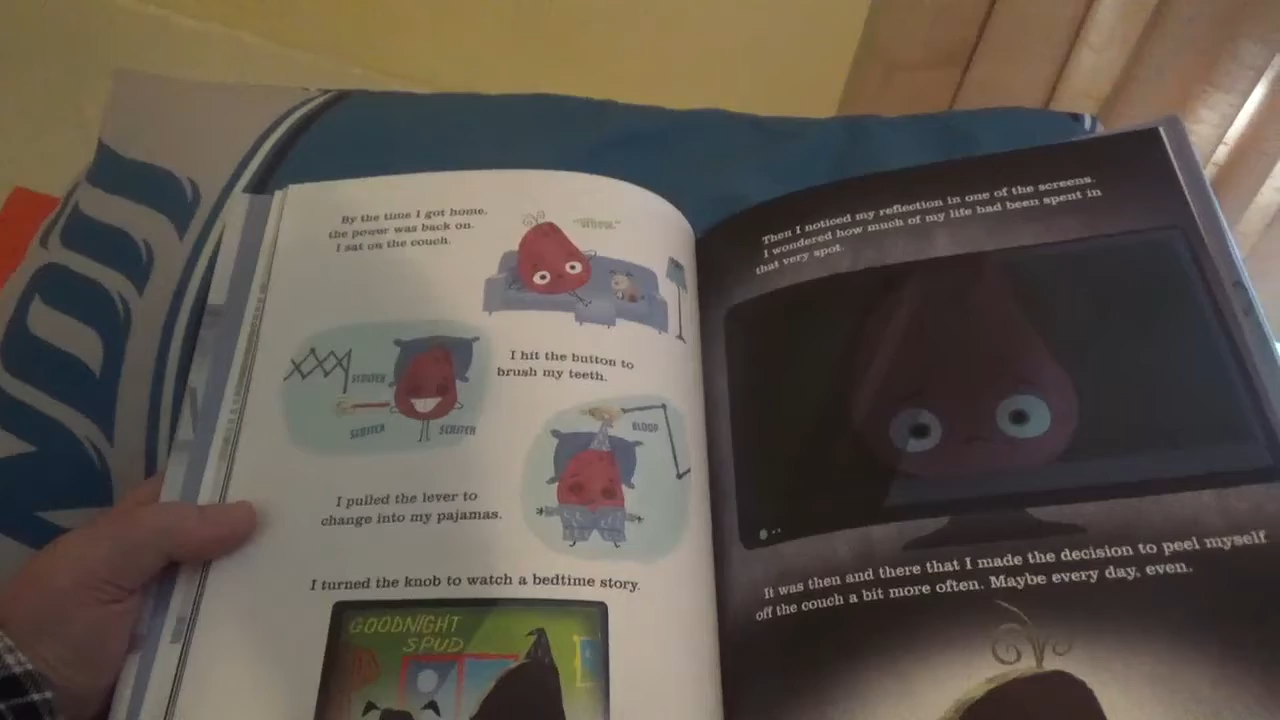 By the time I got home,
the power was back on.
I sat on the couch.
"Whew."
I hit the button to
brush my teeth.
SCRITCH
SCRITCH
SCRITCH
BLOOP
I pulled the lever to
change into my pajamas.
I turned the knob to watch a bedtime story.
GOODNIGHT
SPUD
Then I noticed my reflection in one of the screens.
I wondered how much of my life had been spent in
that very spot.
It was then and there that I made the decision to peel myself
off the couch a bit more often. Maybe every day, even.